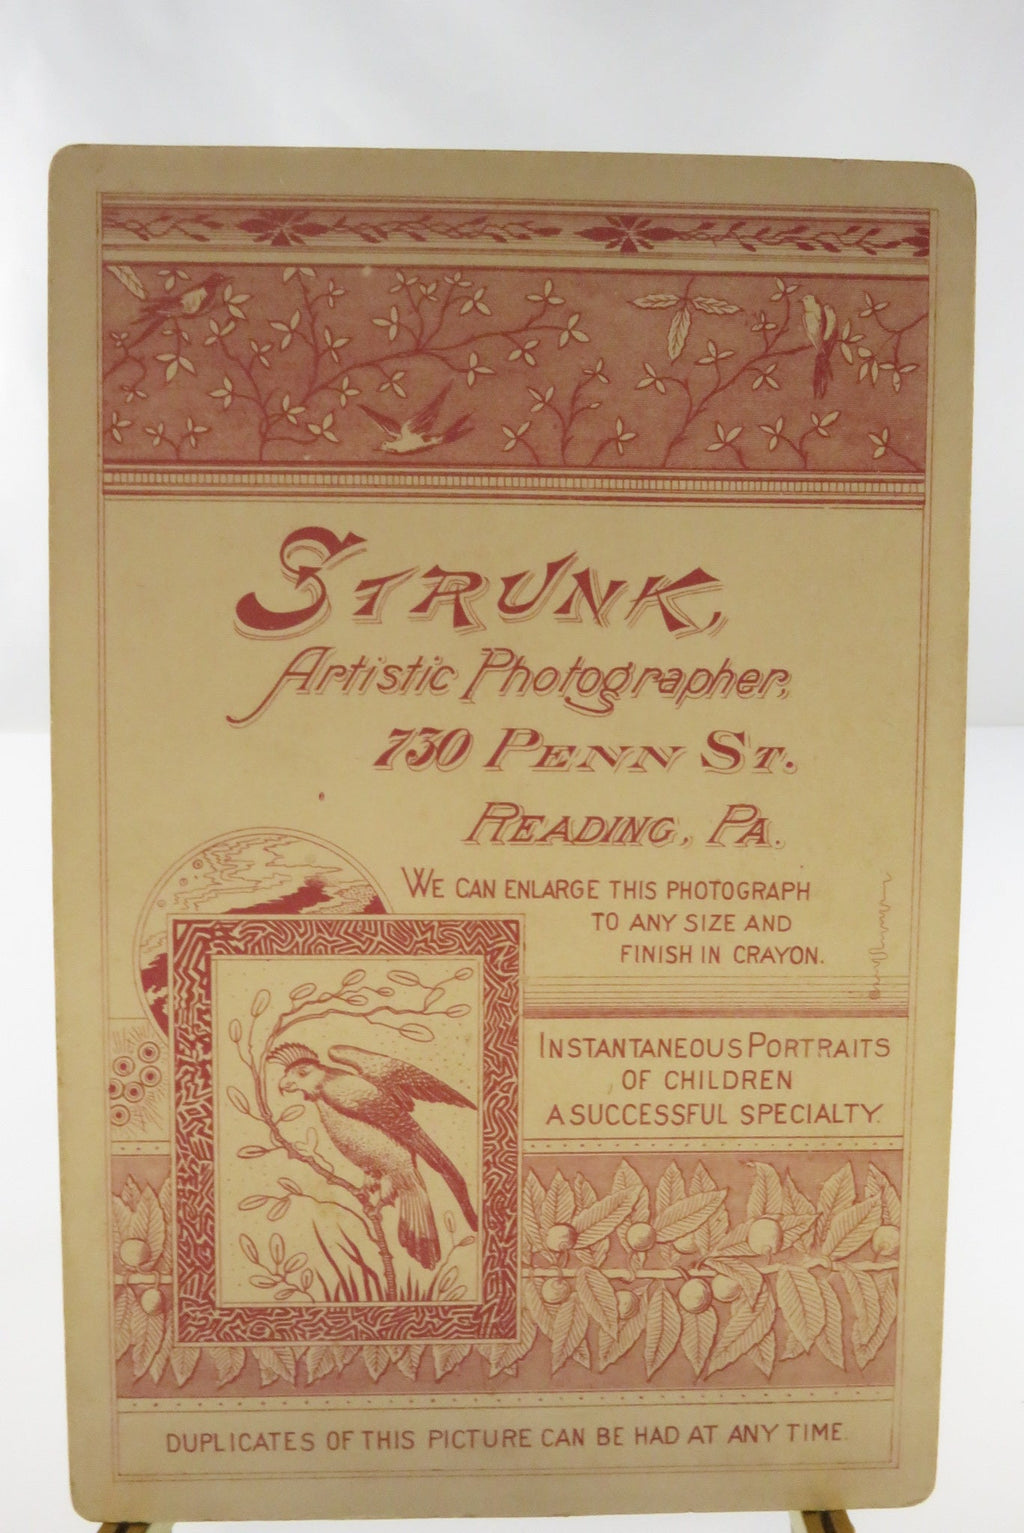 STRUNK,
Artistic Photographer,
730 PENN ST.
READING, PA.
WE CAN ENLARGE THIS PHOTOGRAPH
TO ANY SIZE AND
FINISH IN CRAYON.
INSTANTANEOUS PORTRAITS
OF CHILDREN
A SUCCESSFUL SPECIALTY.
DUPLICATES OF THIS PICTURE CAN BE HAD AT ANY TIME.